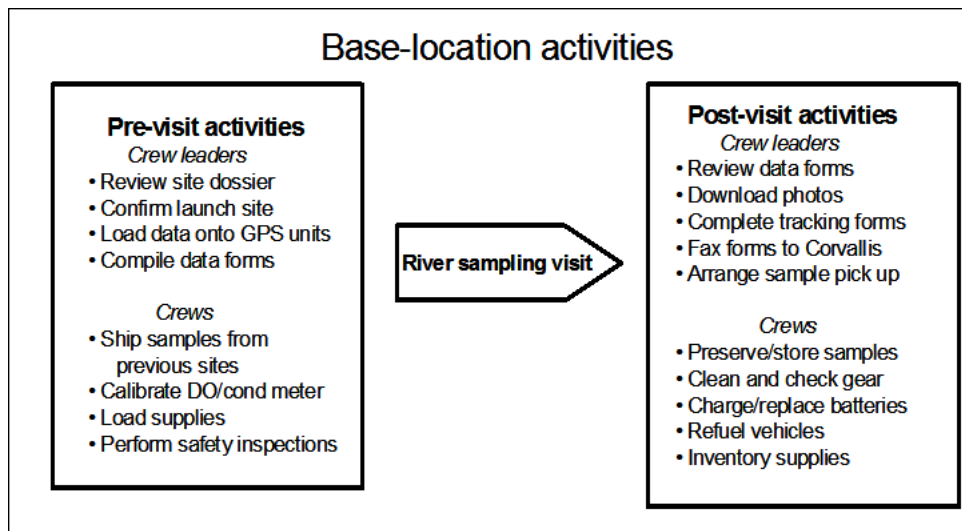 Base-location activities
Pre-visit activities
Crew leaders
• Review site dossier
• Confirm launch site
• Load data onto GPS units
• Compile data forms
Crews
• Ship samples from
previous sites
• Calibrate DO/cond meter
• Load supplies
• Perform safety inspections
River sampling visit
Post-visit activities
Crew leaders
• Review data forms
• Download photos
• Complete tracking forms
• Fax forms to Corvallis
• Arrange sample pick up
Crews
• Preserve/store samples
• Clean and check gear
• Charge/replace batteries
• Refuel vehicles
• Inventory supplies